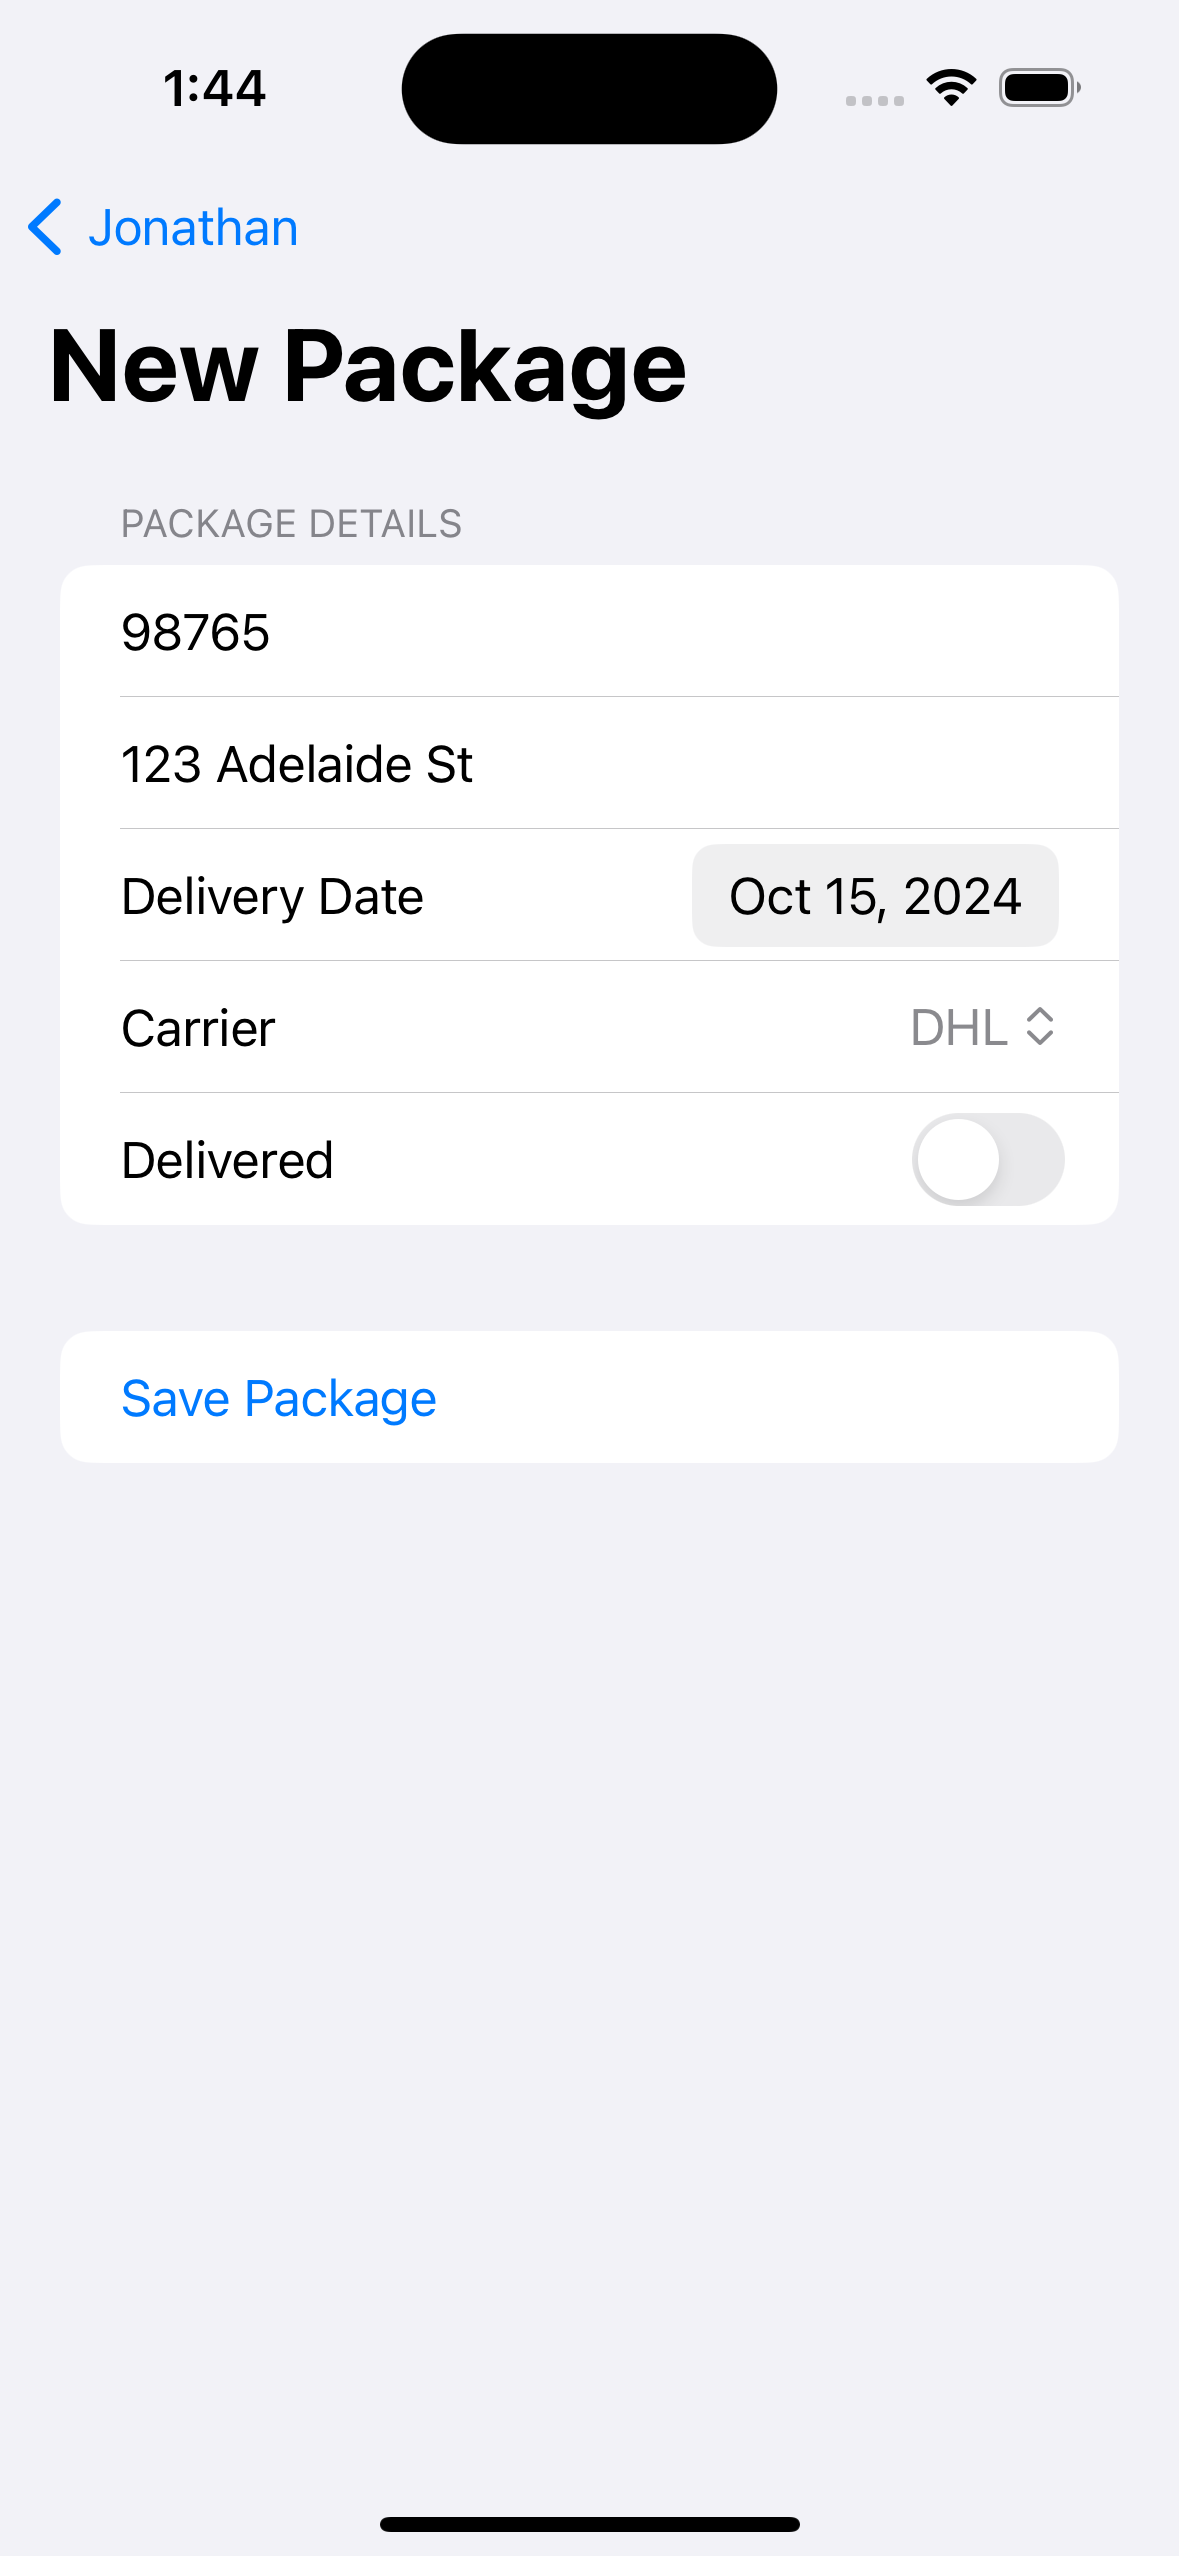 1:44
Jonathan
New Package
PACKAGE DETAILS
98765
123 Adelaide St
Delivery Date Oct 15, 2024
Carrier DHL
Delivered
Save Package